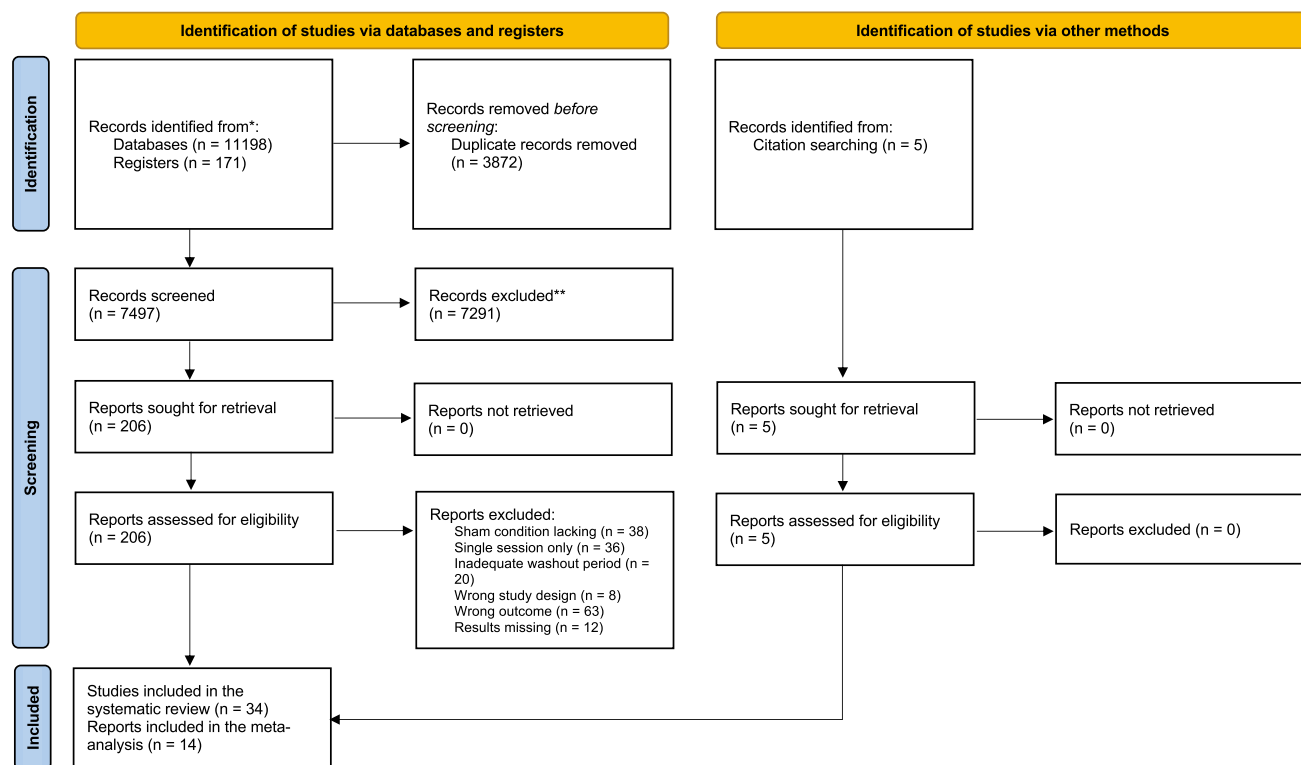 Identification of studies via databases and registers
Identification of studies via other methods
Identification
Records identified from*:
Databases (n = 11198)
Registers (n = 171)
Records removed before
screening:
Duplicate records removed
(n = 3872)
Records identified from:
Citation searching (n = 5)
Screening
Records screened
(n = 7497)
Records excluded**
(n = 7291)
Reports sought for retrieval
(n = 206)
Reports not retrieved
(n = 0)
Reports sought for retrieval
(n = 5)
Reports not retrieved
(n = 0)
Reports assessed for eligibility
(n = 206)
Reports excluded:
Sham condition lacking (n = 38)
Single session only (n = 36)
Inadequate washout period (n =
20)
Wrong study design (n = 8)
Wrong outcome (n = 63)
Results missing (n = 12)
Reports assessed for eligibility
(n = 5)
Reports excluded (n = 0)
Included
Studies included in the
systematic review (n = 34)
Reports included in the meta-
analysis (n = 14)